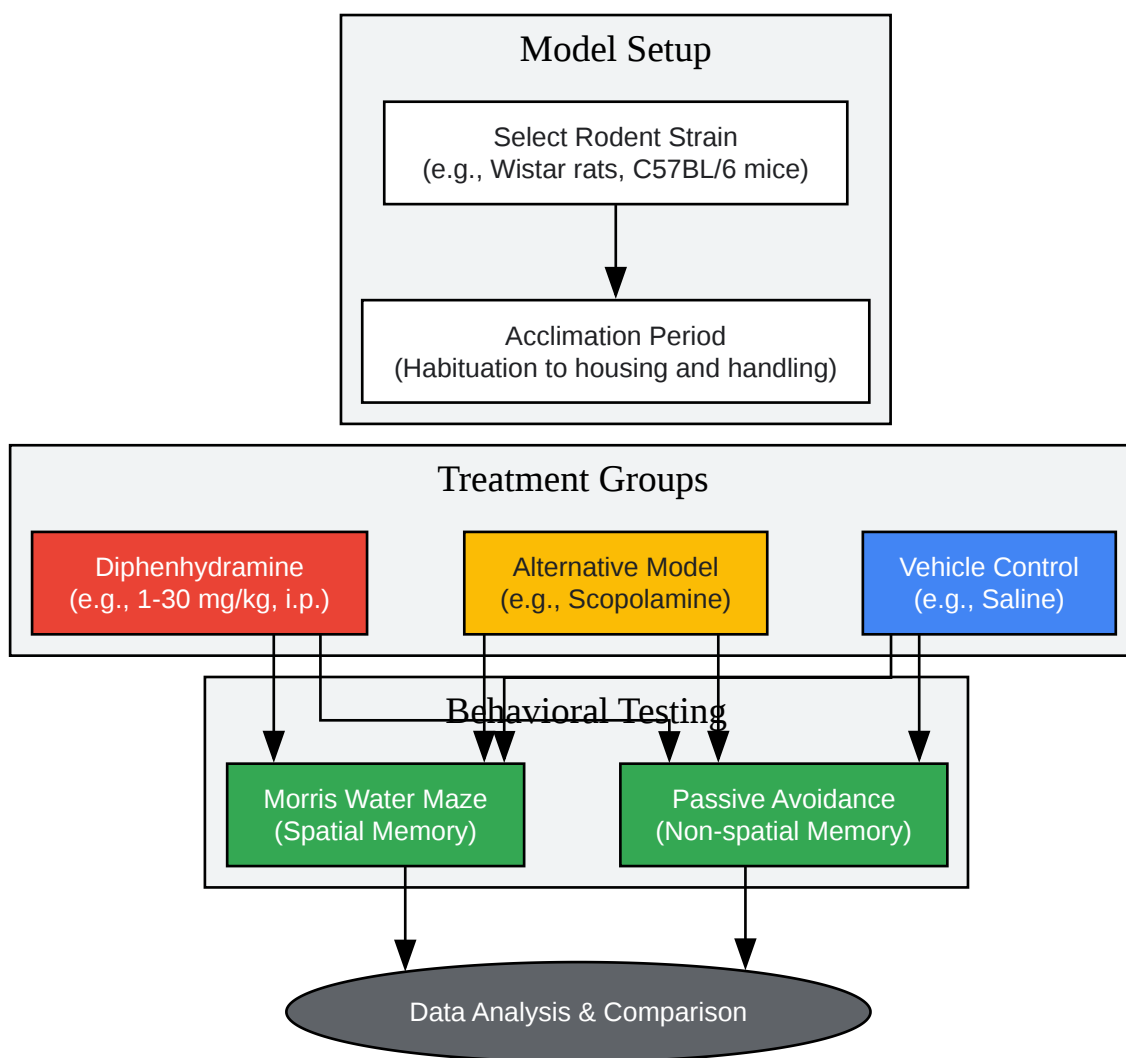 Model Setup
Select Rodent Strain
(e.g., Wistar rats, C57BL/6 mice)
Acclimation Period
(Habituation to housing and handling)
Treatment Groups
Diphenhydramine
(e.g., 1-30 mg/kg, i.p.)
Alternative Model
(e.g., Scopolamine)
Vehicle Control
(e.g., Saline)
Behavioral Testing
Morris Water Maze
(Spatial Memory)
Passive Avoidance
(Non-spatial Memory)
Data Analysis & Comparison